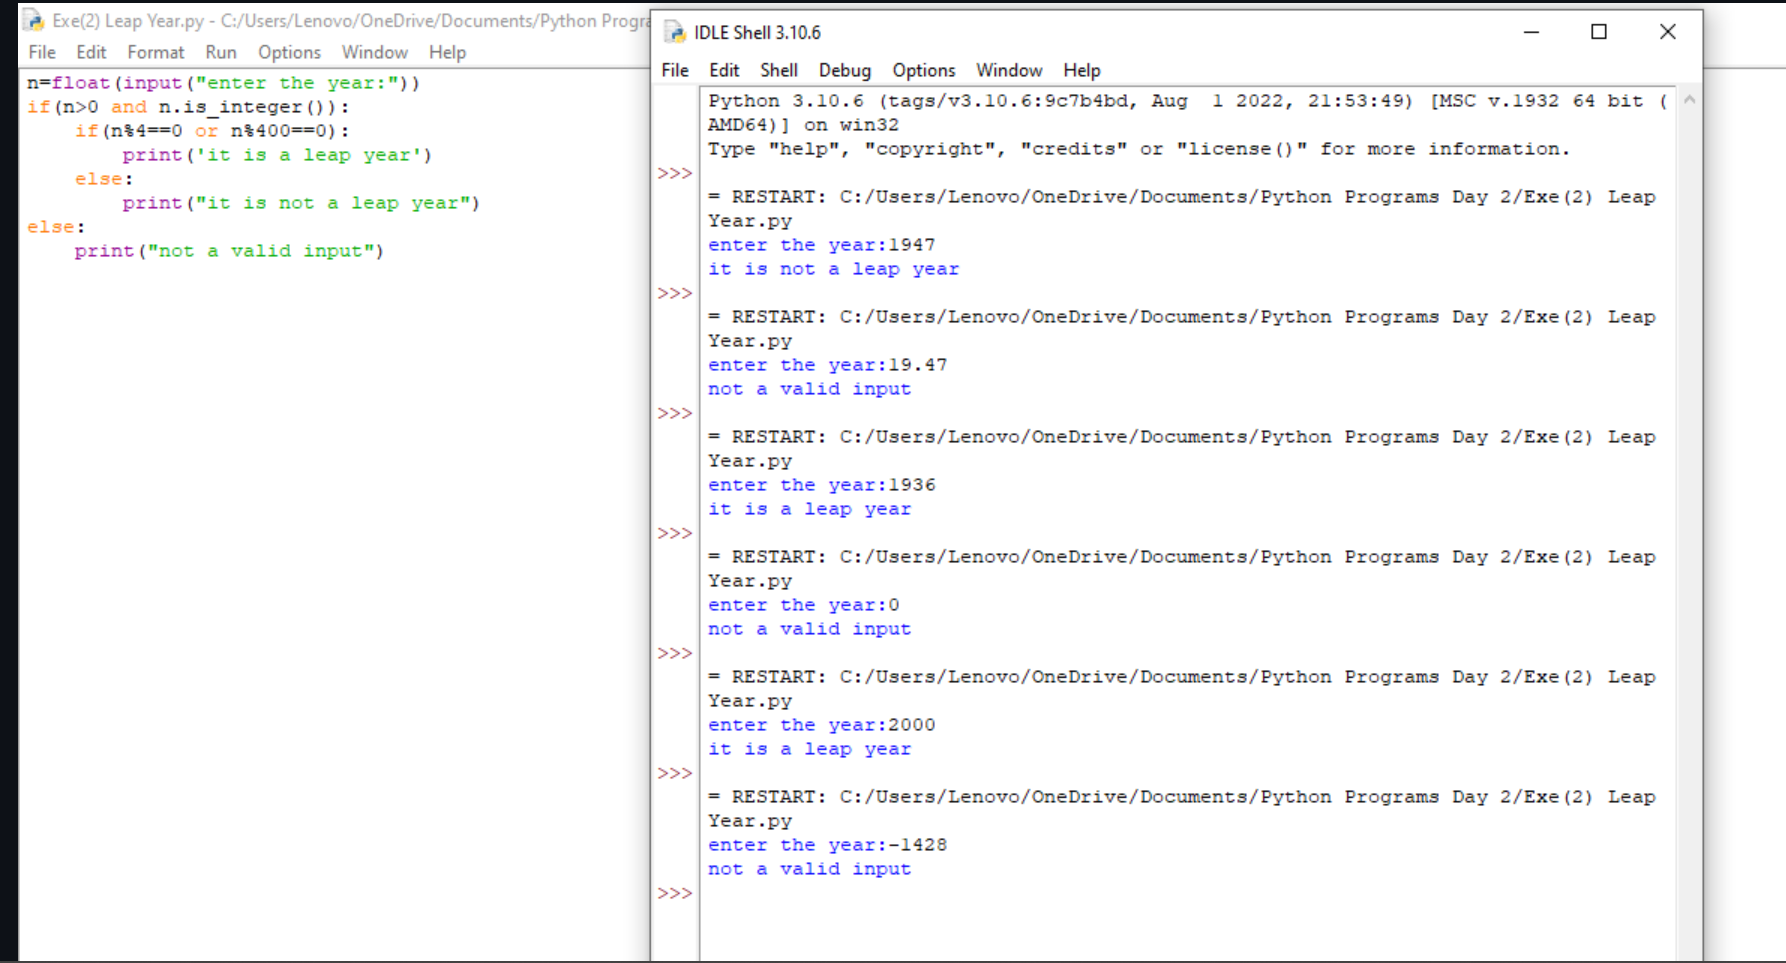 Exe(2) Leap Year.py - C:/Users/Lenovo/OneDrive/Documents/Python Progra
File Edit Format Run Options Window Help
n=float(input("enter the year:"))
if(n>0 and n.is_integer()):
    if(n%4==0 or n%400==0):
        print('it is a leap year')
    else:
        print("it is not a leap year")
else:
    print("not a valid input")
IDLE Shell 3.10.6
File Edit Shell Debug Options Window Help
Python 3.10.6 (tags/v3.10.6:9c7b4bd, Aug  1 2022, 21:53:49) [MSC v.1932 64 bit (
AMD64)] on win32
Type "help", "copyright", "credits" or "license()" for more information.
>>>
= RESTART: C:/Users/Lenovo/OneDrive/Documents/Python Programs Day 2/Exe(2) Leap
Year.py
enter the year:1947
it is not a leap year
>>>
= RESTART: C:/Users/Lenovo/OneDrive/Documents/Python Programs Day 2/Exe(2) Leap
Year.py
enter the year:19.47
not a valid input
>>>
= RESTART: C:/Users/Lenovo/OneDrive/Documents/Python Programs Day 2/Exe(2) Leap
Year.py
enter the year:1936
it is a leap year
>>>
= RESTART: C:/Users/Lenovo/OneDrive/Documents/Python Programs Day 2/Exe(2) Leap
Year.py
enter the year:0
not a valid input
>>>
= RESTART: C:/Users/Lenovo/OneDrive/Documents/Python Programs Day 2/Exe(2) Leap
Year.py
enter the year:2000
it is a leap year
>>>
= RESTART: C:/Users/Lenovo/OneDrive/Documents/Python Programs Day 2/Exe(2) Leap
Year.py
enter the year:-1428
not a valid input
>>>